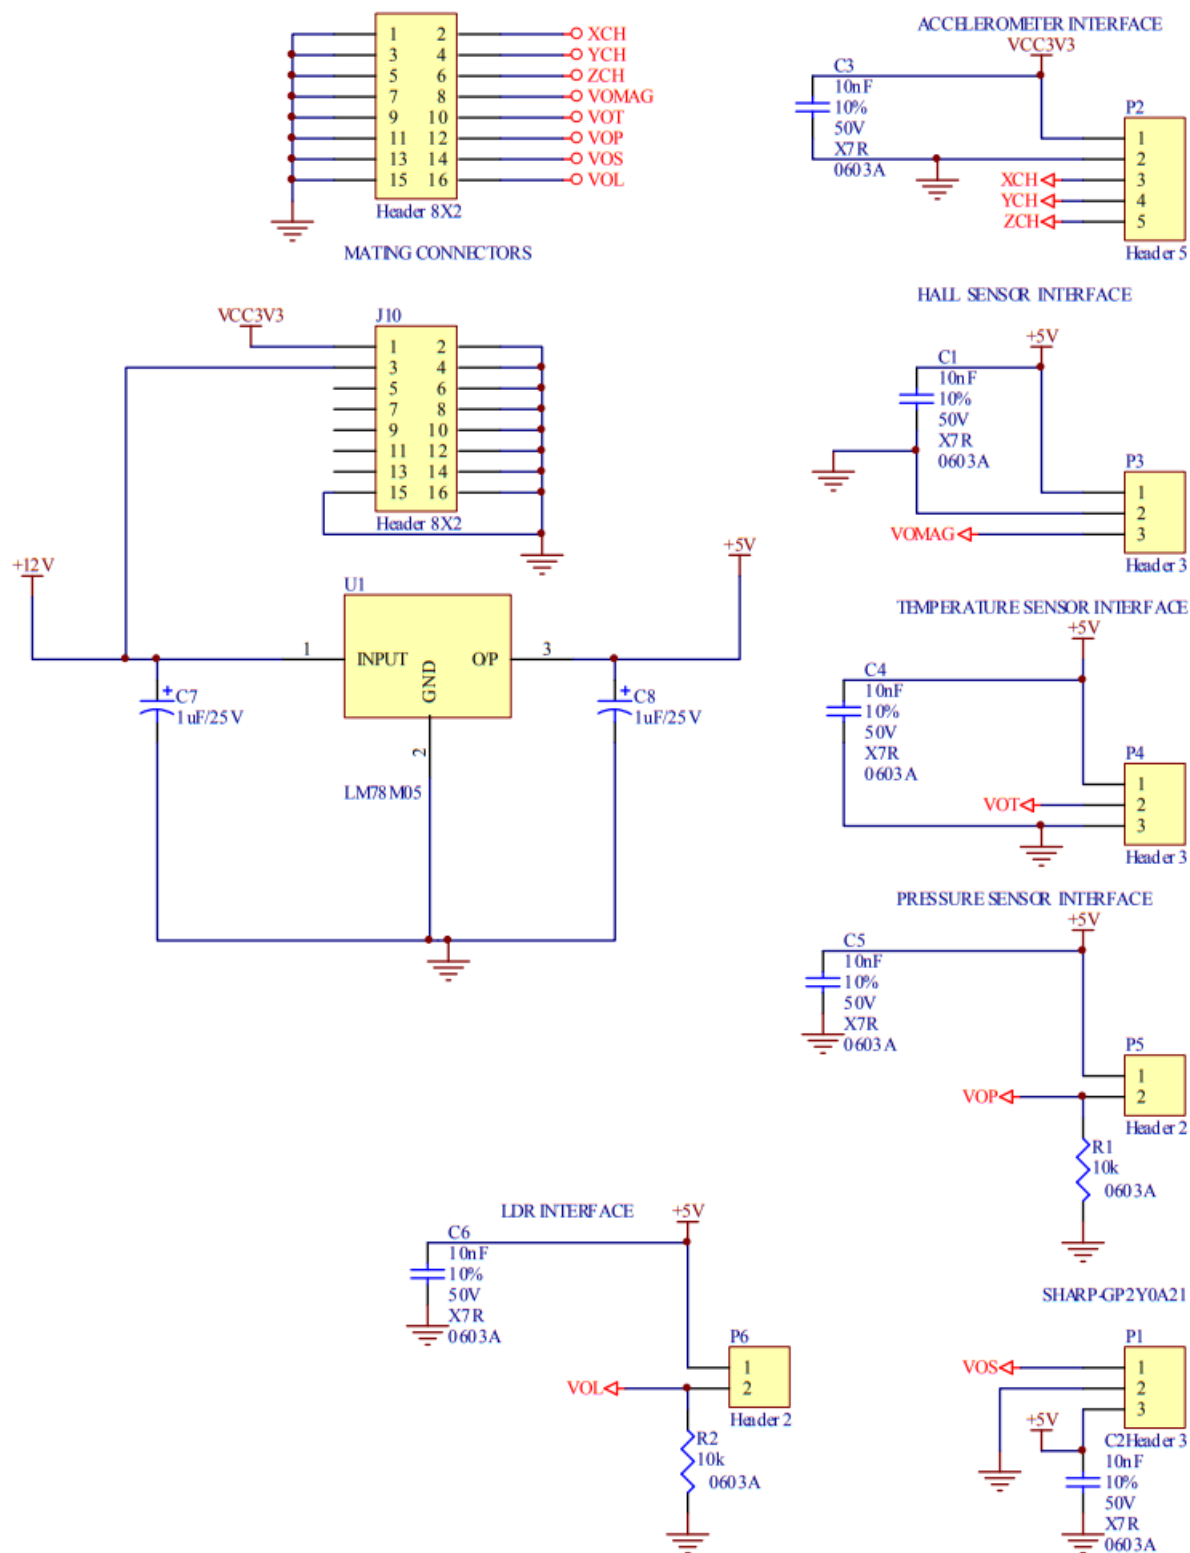 1 2 XCH
3 4 YCH
5 6 ZCH
7 8 VOMAG
9 10 VOT
11 12 VOP
13 14 VOS
15 16 VOL
Header 8X2
MATING CONNECTORS
VCC3V3
J10
1 2
3 4
5 6
7 8
9 10
11 12
13 14
15 16
Header 8X2
+12V
U1
+5V
1 INPUT O/P 3
GND
2
LM78M05
C7
1uF/25V
C8
1uF/25V
ACCELEROMETER INTERFACE
VCC3V3
C3
10nF
10%
50V
X7R
0603A
P2
1
2
XCH 3
YCH 4
ZCH 5
Header 5
HALL SENSOR INTERFACE
+5V
C1
10nF
10%
50V
X7R
0603A
P3
1
2
VOMAG 3
Header 3
TEMPERATURE SENSOR INTERFACE
+5V
C4
10nF
10%
50V
X7R
0603A
P4
1
VOT 2
3
Header 3
PRESSURE SENSOR INTERFACE
+5V
C5
10nF
10%
50V
X7R
0603A
P5
1
VOP 2
Header 2
R1
10k
0603A
LDR INTERFACE
+5V
C6
10nF
10%
50V
X7R
0603A
P6
1
VOL 2
Header 2
R2
10k
0603A
SHARP-GP2Y0A21
P1
VOS 1
2
3
+5V
C2 Header 3
10nF
10%
50V
X7R
0603A